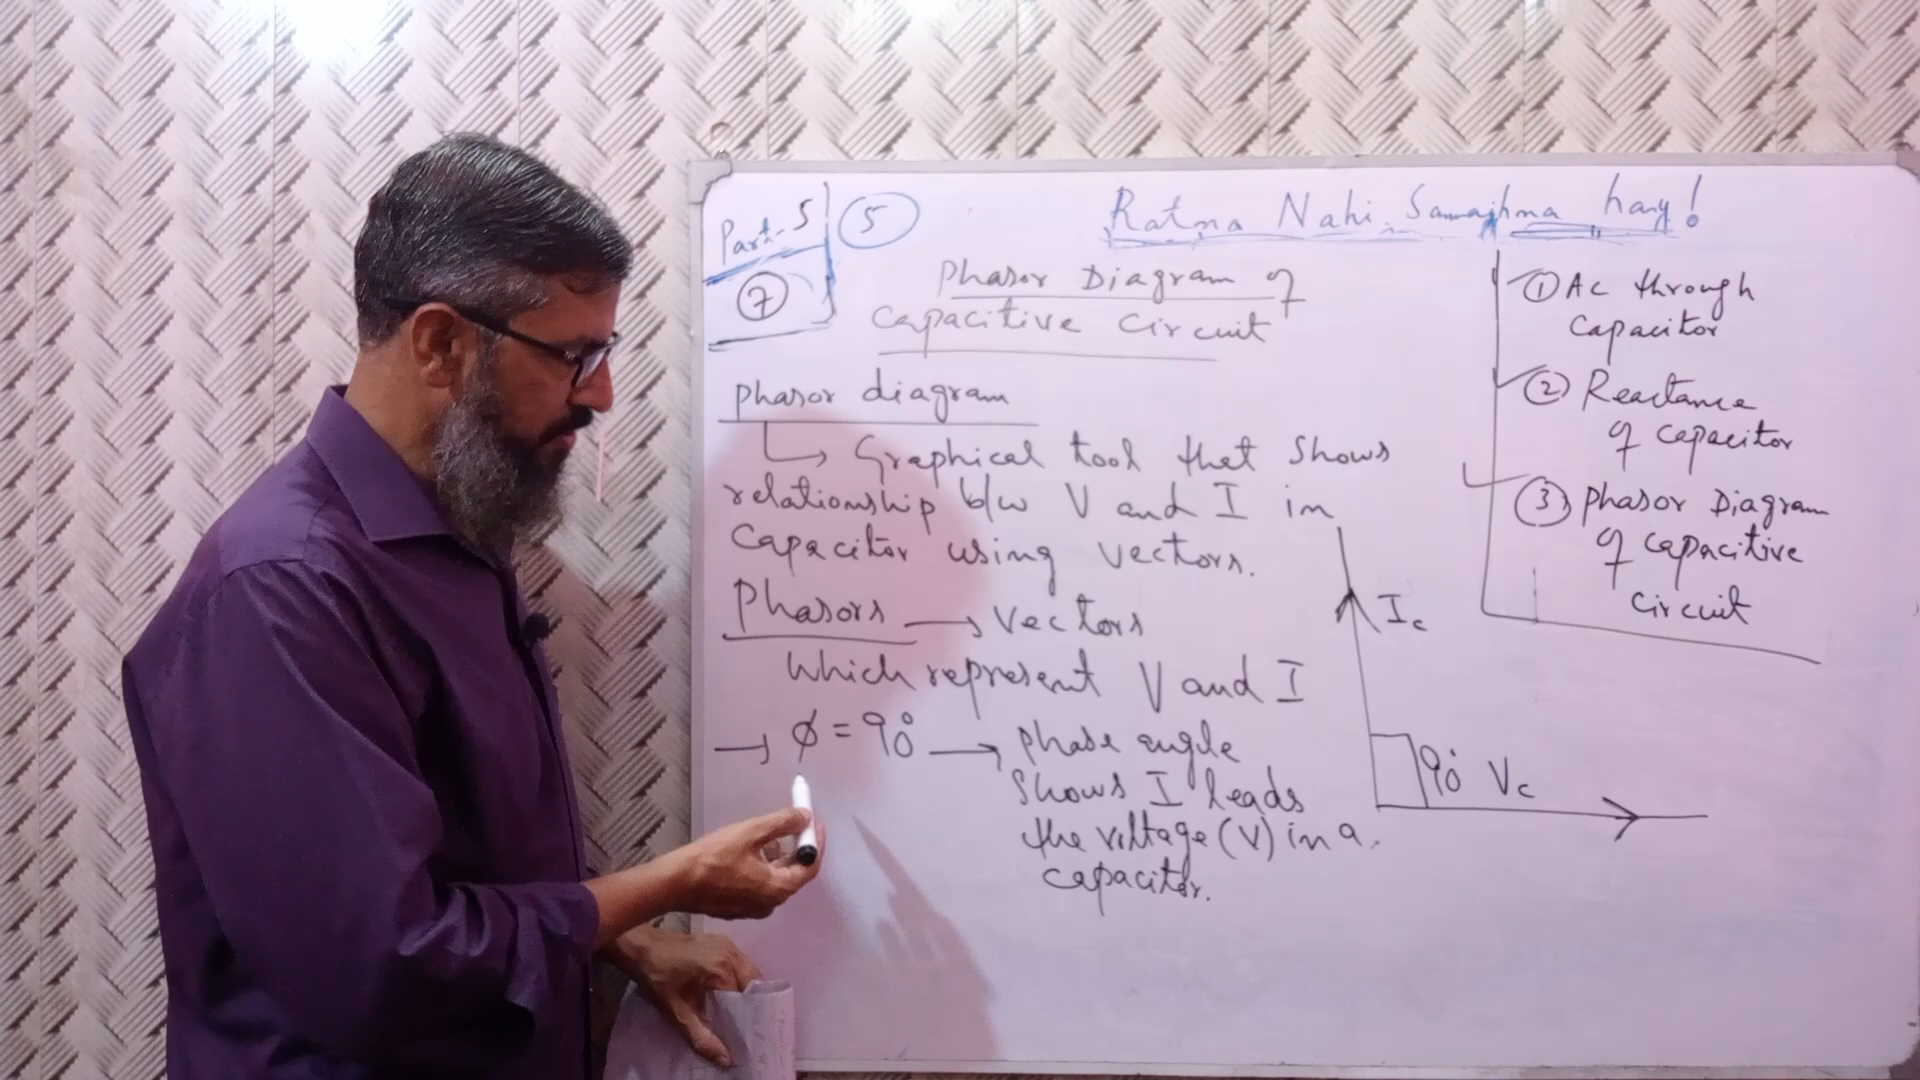 Part-5
5
7
Ratna Nahi Samajhna hay!
Phasor Diagram of
Capacitive Circuit
phasor diagram
Graphical tool that shows
relationship b/w V and I in
Capacitor using vectors.
Phasors → Vectors
Which represent V and I
→ ϕ = 90° → phase angle
shows I leads
the voltage (V) in a
capacitor.
Ic
90° Vc
① Ac through
Capacitor
② Reactance
of capacitor
③ phasor Diagram
of capacitive
circuit